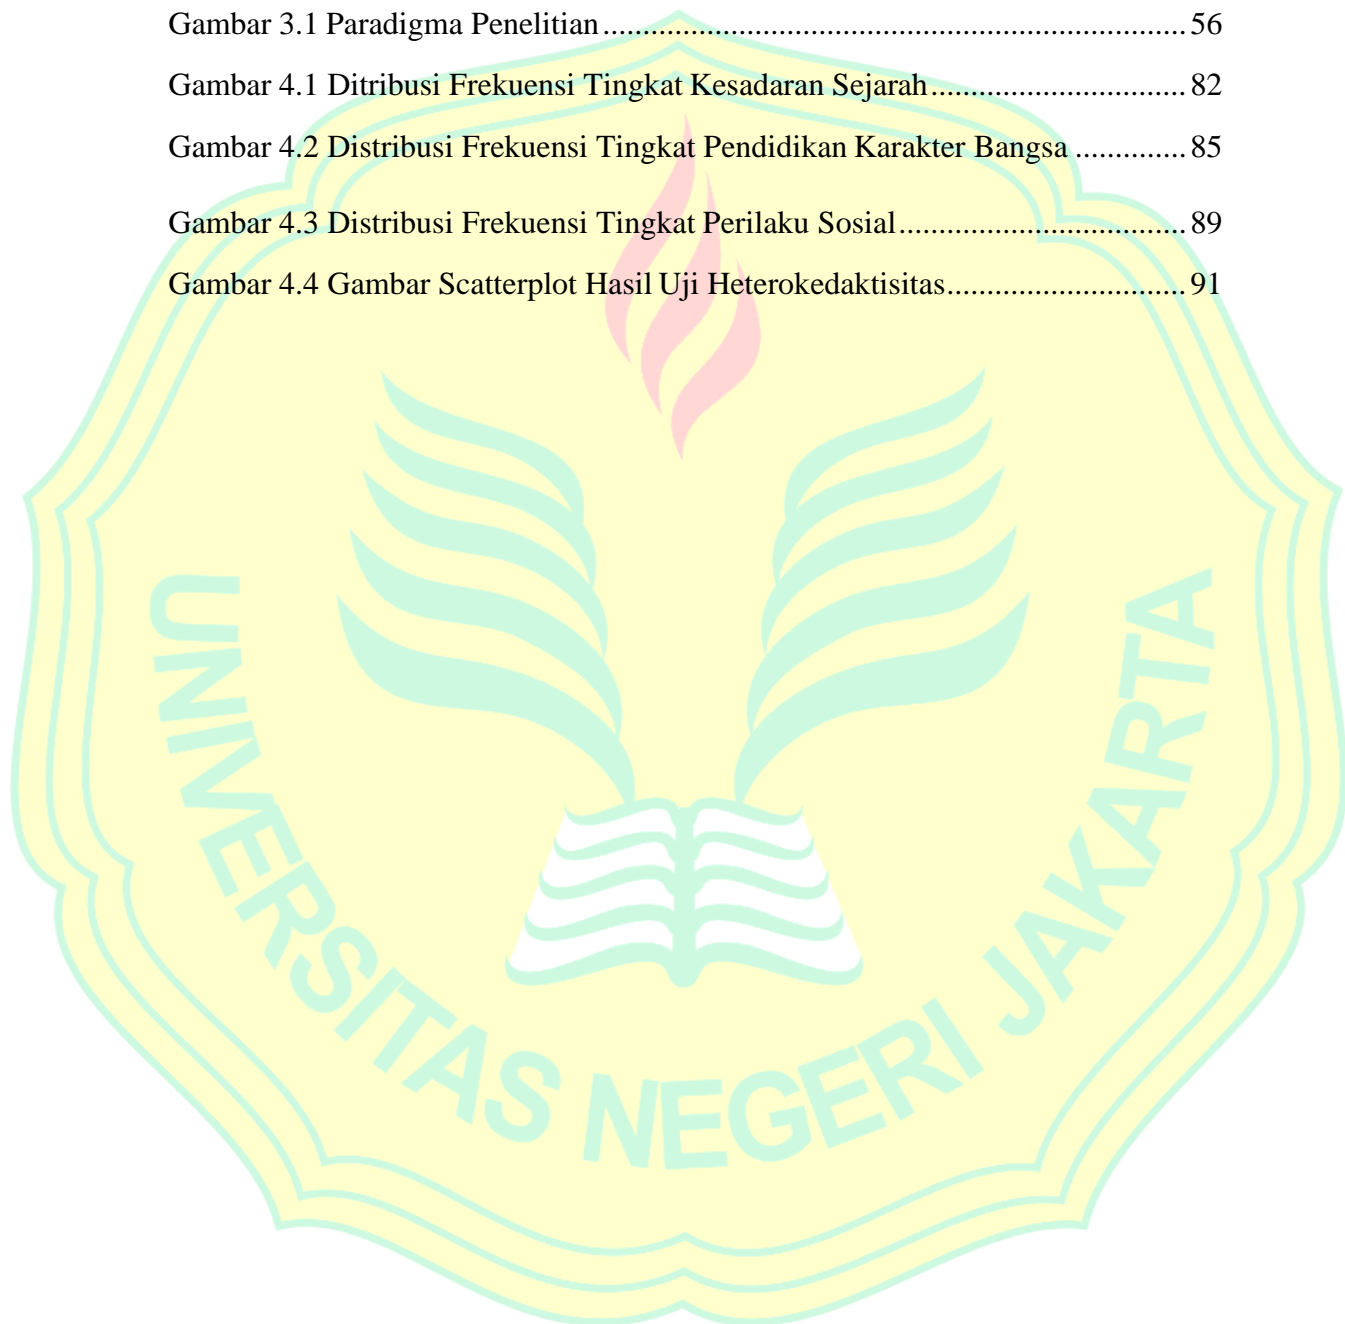 Gambar 3.1 Paradigma Penelitian.......................................................................... 56
Gambar 4.1 Ditribusi Frekuensi Tingkat Kesadaran Sejarah................................ 82
Gambar 4.2 Distribusi Frekuensi Tingkat Pendidikan Karakter Bangsa .............. 85
Gambar 4.3 Distribusi Frekuensi Tingkat Perilaku Sosial.................................... 89
Gambar 4.4 Gambar Scatterplot Hasil Uji Heterokedaktisitas.............................. 91
UNIVERSITAS NEGERI JAKARTA